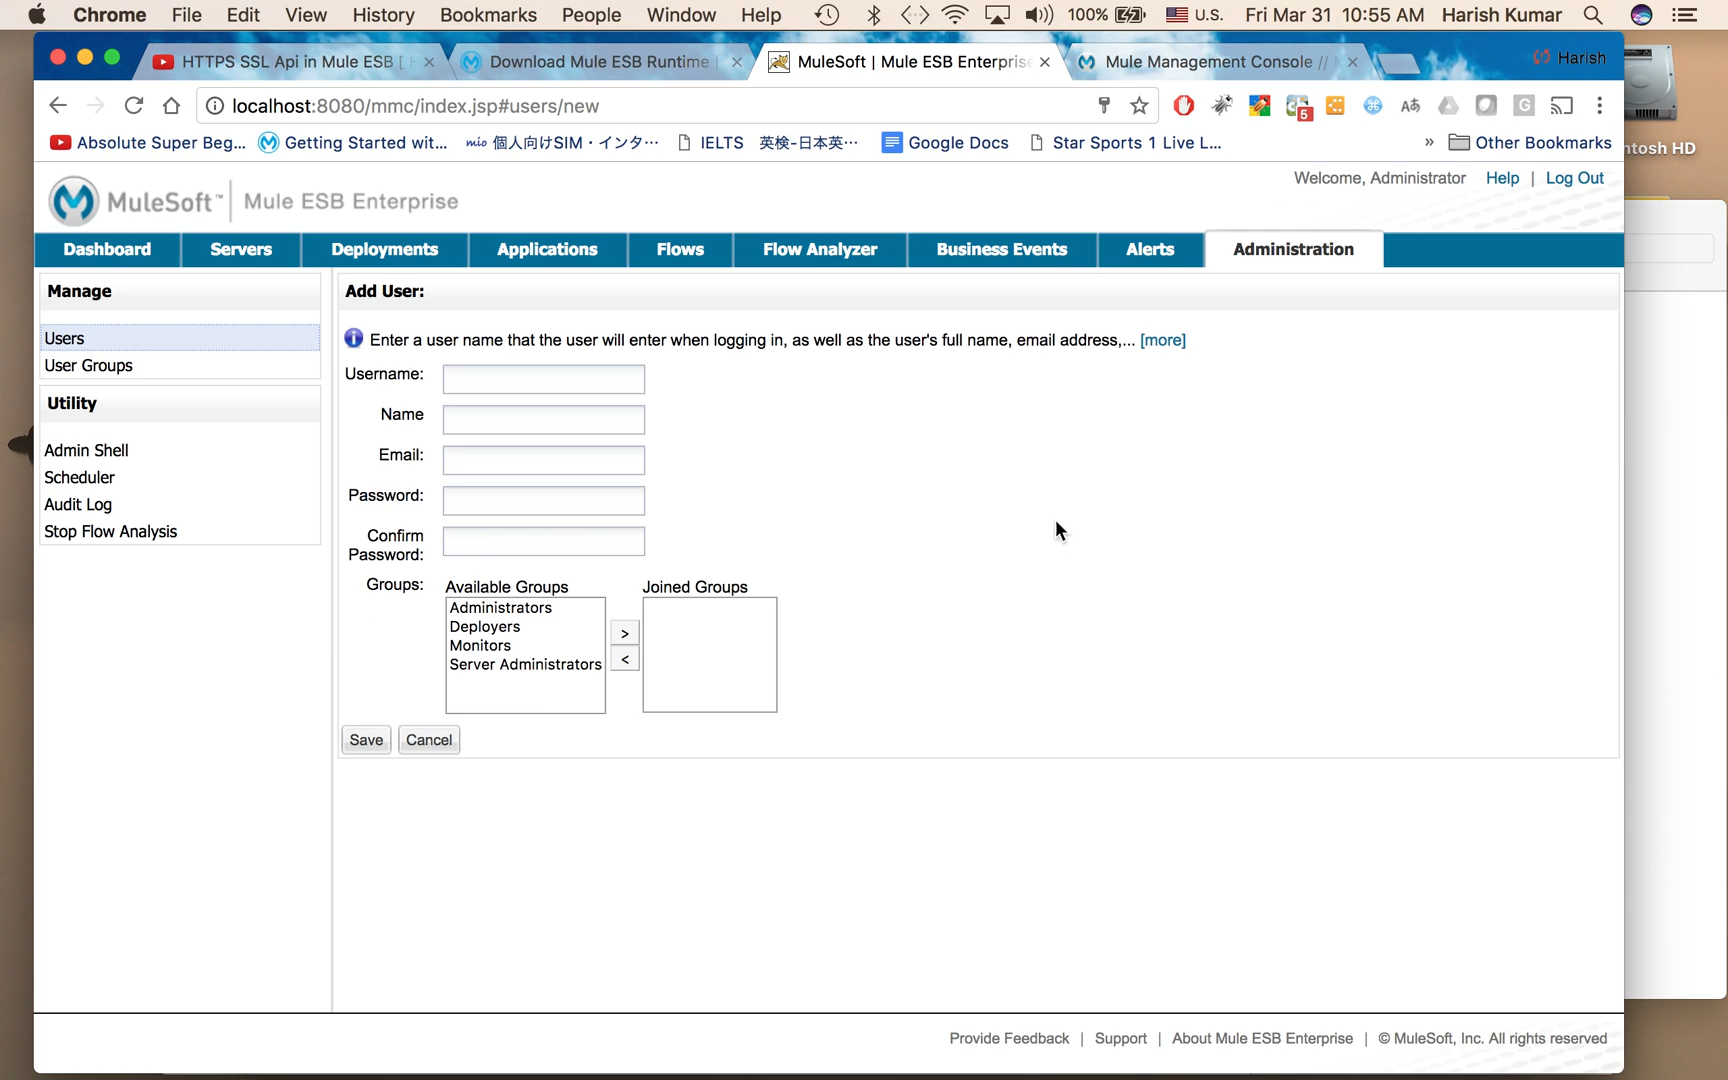 Chrome File Edit View History Bookmarks People Window Help 100% U.S. Fri Mar 31 10:55 AM Harish Kumar
HTTPS SSL Api in Mule ESB [
Download Mule ESB Runtime |
MuleSoft | Mule ESB Enterprise
Mule Management Console //
Harish
localhost:8080/mmc/index.jsp#users/new
5
Absolute Super Beg... Getting Started wit... mio 個人向けSIM・インタ… IELTS 英検-日本英… Google Docs Star Sports 1 Live L... » Other Bookmarks
ntosh HD
MuleSoft™ | Mule ESB Enterprise
Welcome, Administrator Help | Log Out
Dashboard Servers Deployments Applications Flows Flow Analyzer Business Events Alerts Administration
Manage
Users
User Groups
Utility
Admin Shell
Scheduler
Audit Log
Stop Flow Analysis
Add User:
Enter a user name that the user will enter when logging in, as well as the user's full name, email address,... [more]
Username:
Name
Email:
Password:
Confirm
Password:
Groups:
Available Groups
Joined Groups
Administrators
Deployers
Monitors
Server Administrators
>
<
Save Cancel
Provide Feedback | Support | About Mule ESB Enterprise | © MuleSoft, Inc. All rights reserved